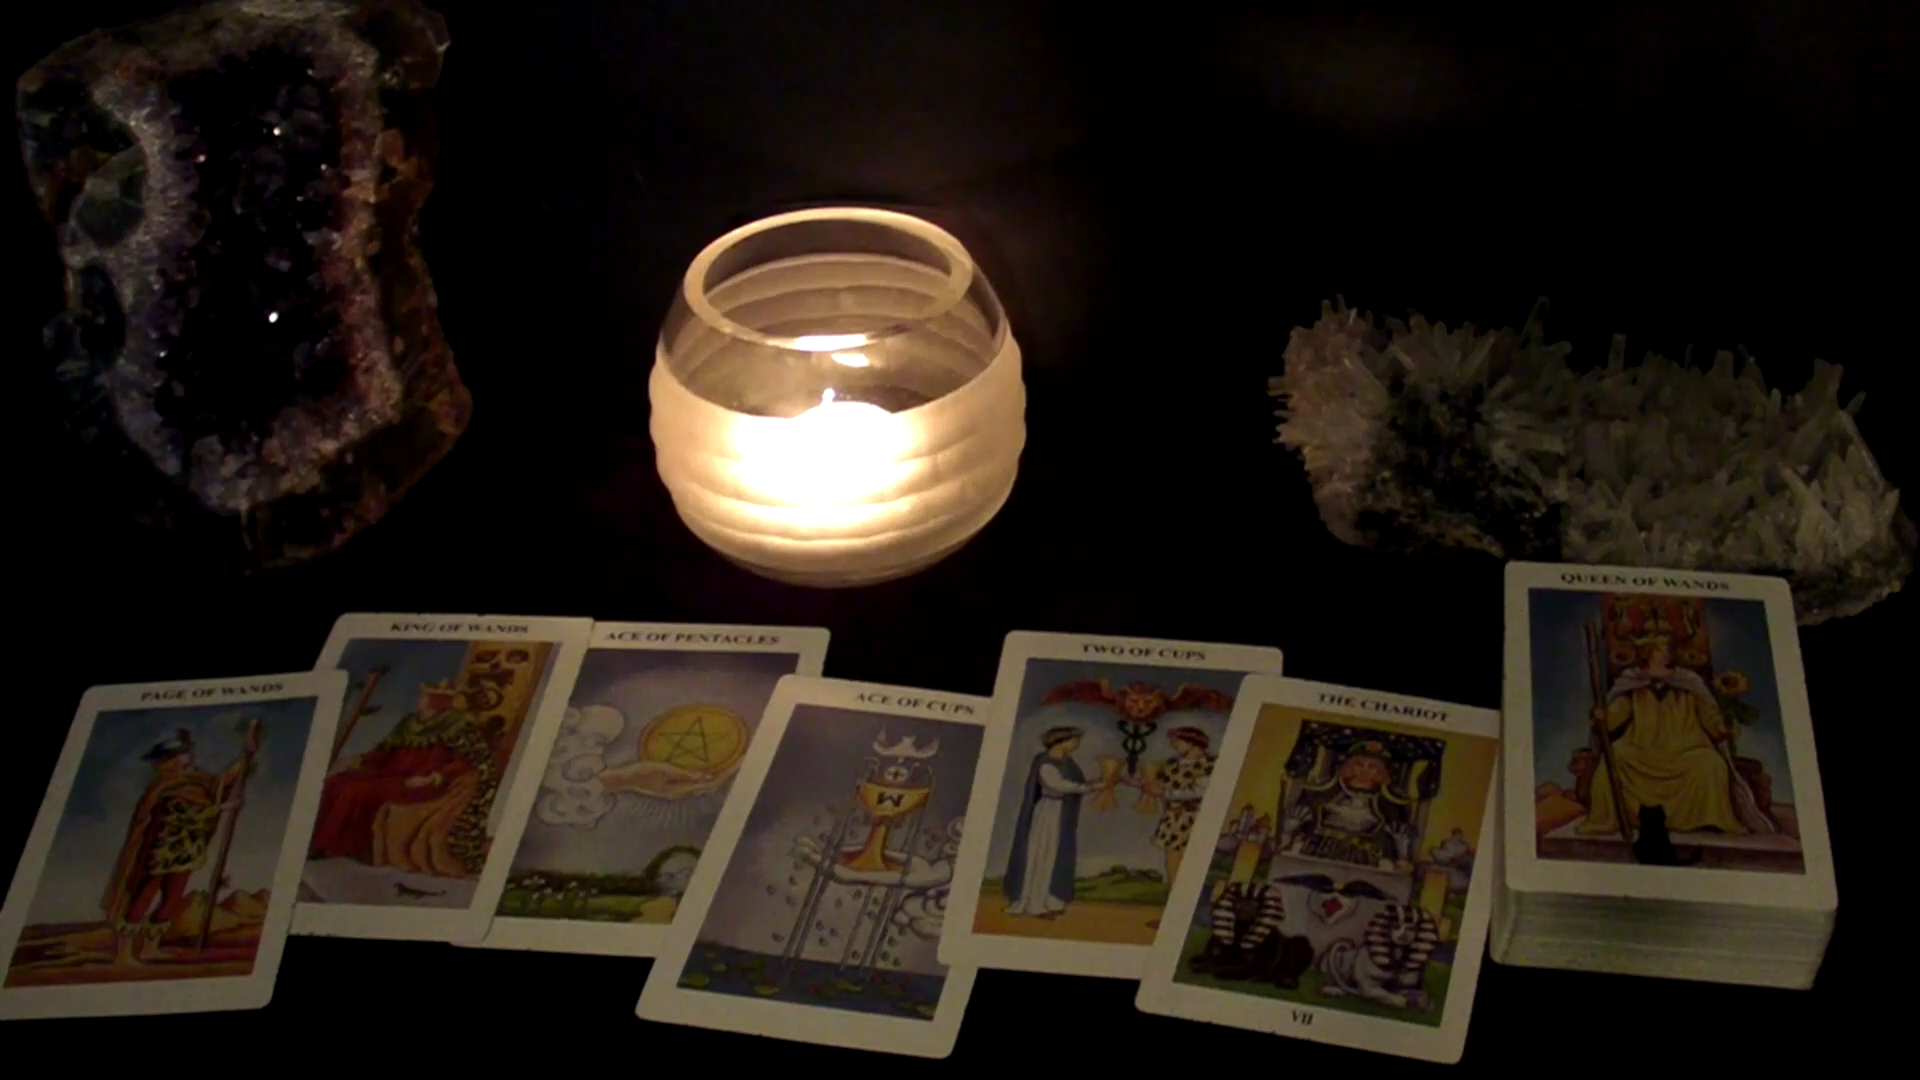 PAGE OF WANDS
KING OF WANDS
ACE OF PENTACLES
ACE OF CUPS
TWO OF CUPS
THE CHARIOT
VII
QUEEN OF WANDS